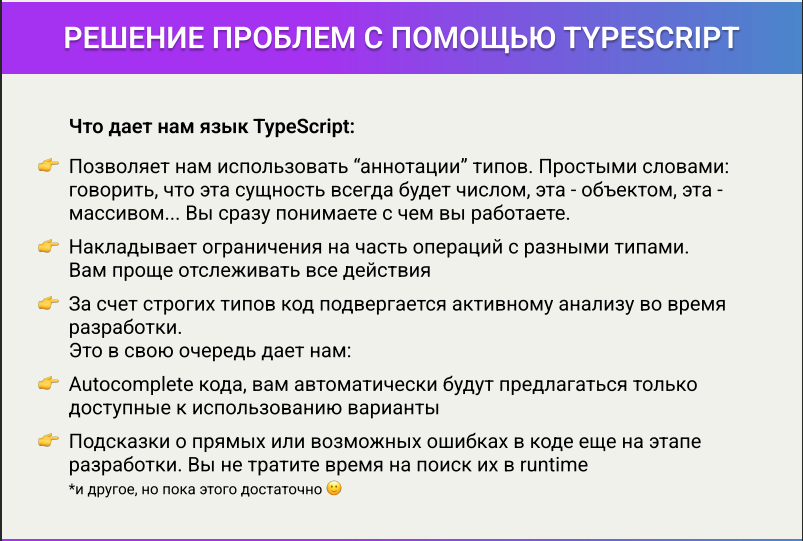 РЕШЕНИЕ ПРОБЛЕМ С ПОМОЩЬЮ TYPESCRIPT
Что дает нам язык TypeScript:
👉 Позволяет нам использовать “аннотации” типов. Простыми словами:
говорить, что эта сущность всегда будет числом, эта - объектом, эта -
массивом... Вы сразу понимаете с чем вы работаете.
👉 Накладывает ограничения на часть операций с разными типами.
Вам проще отслеживать все действия
👉 За счет строгих типов код подвергается активному анализу во время
разработки.
Это в свою очередь дает нам:
👉 Autocomplete кода, вам автоматически будут предлагаться только
доступные к использованию варианты
👉 Подсказки о прямых или возможных ошибках в коде еще на этапе
разработки. Вы не тратите время на поиск их в runtime
*и другое, но пока этого достаточно 🙂